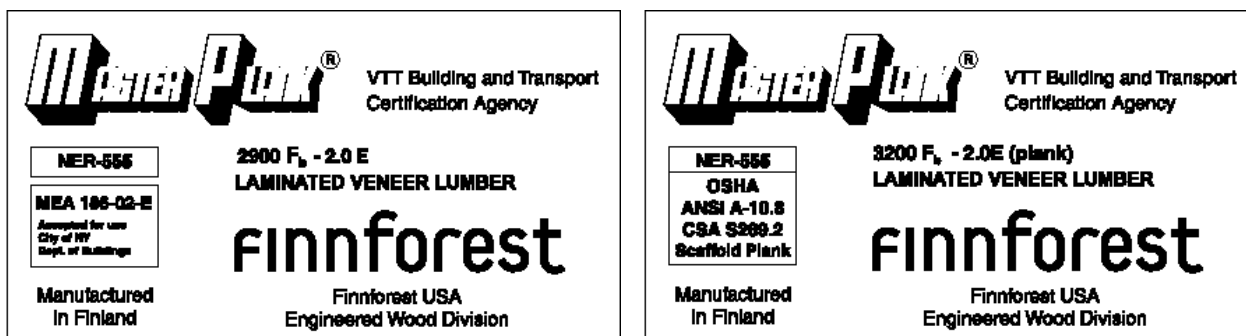 MASTER PLANK®
VTT Building and Transport
Certification Agency
NER-555
2900 Fb - 2.0 E
LAMINATED VENEER LUMBER
MEA 186-02-E
Accepted for use
City of NY
Dept. of Buildings
finnforest
Manufactured
in Finland
Finnforest USA
Engineered Wood Division
MASTER PLANK®
VTT Building and Transport
Certification Agency
NER-555
OSHA
ANSI A-10.8
CSA S269.2
Scaffold Plank
3200 Fb - 2.0E (plank)
LAMINATED VENEER LUMBER
finnforest
Manufactured
in Finland
Finnforest USA
Engineered Wood Division